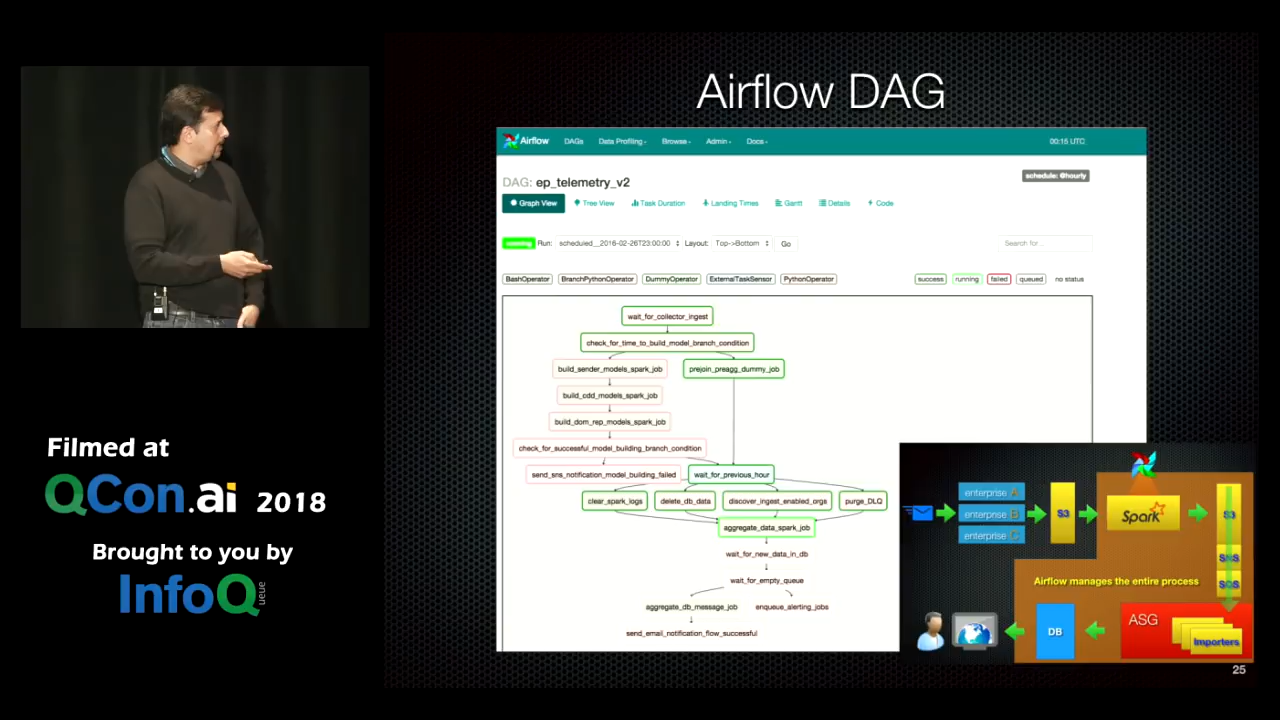 Airflow DAG
Airflow DAGs Data Profiling Browse Admin Docs 00:15 UTC
DAG: ep_telemetry_v2
schedule: @hourly
Graph View Tree View Task Duration Landing Times Gantt Details Code
running Run: scheduled__2016-02-26T23:00:00 Layout: Top->Bottom Go Search for...
BashOperator BranchPythonOperator DummyOperator ExternalTaskSensor PythonOperator success running failed queued no status
wait_for_collector_ingest
check_for_time_to_build_model_branch_condition
build_sender_models_spark_job prejoin_preagg_dummy_job
build_cdd_models_spark_job
build_dom_rep_models_spark_job
check_for_successful_model_building_branch_condition
send_sns_notification_model_building_failed wait_for_previous_hour
clear_spark_logs delete_db_data discover_ingest_enabled_orgs purge_DLQ
aggregate_data_spark_job
wait_for_new_data_in_db
wait_for_empty_queue
aggregate_db_message_job enqueue_alerting_jobs
send_email_notification_flow_successful
enterprise A
enterprise B
enterprise C
S3
Spark
S3
SNS
SQS
Airflow manages the entire process
DB
ASG
Importers
25
Filmed at
QCon.ai 2018
Brought to you by
InfoQueue